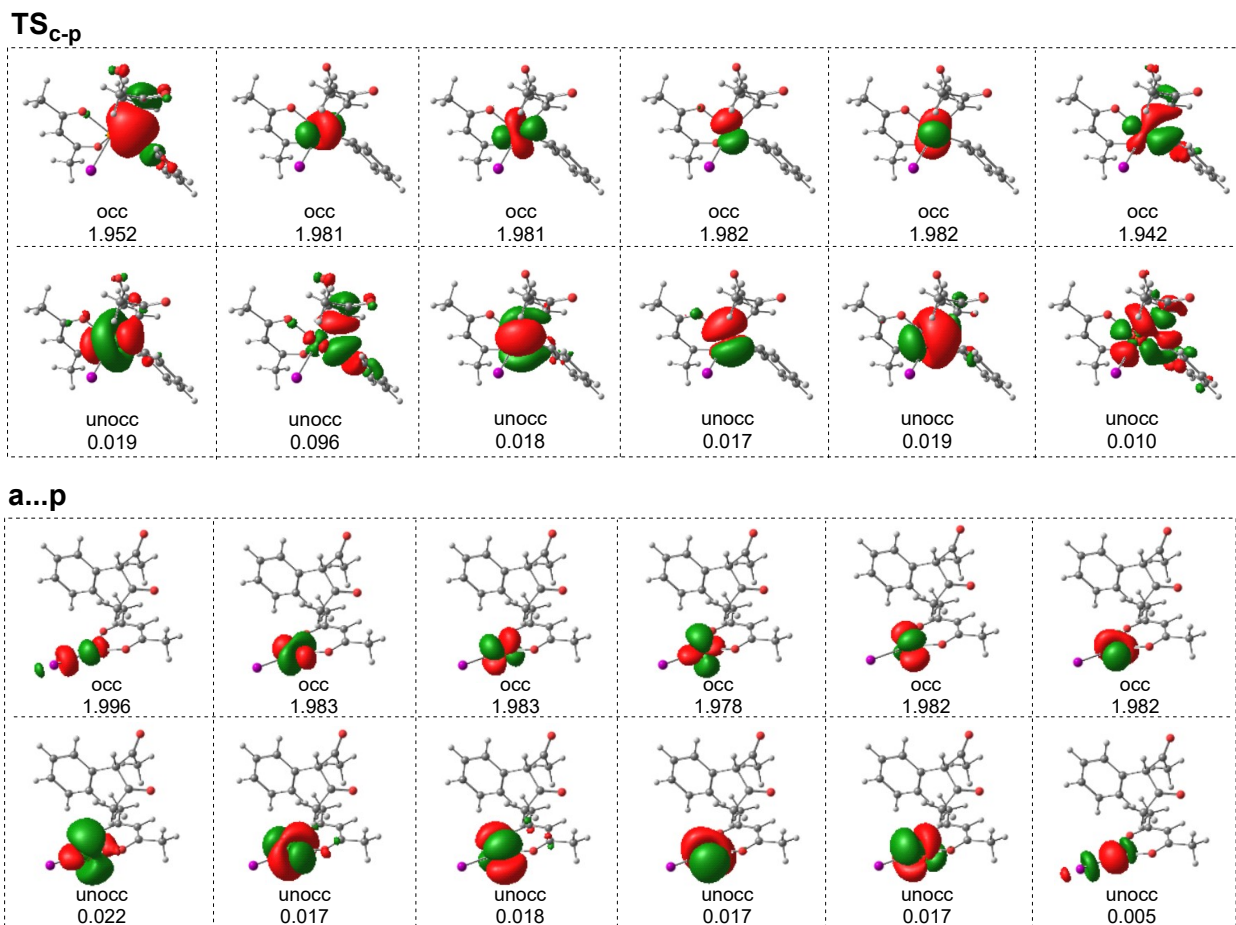 TSc-p
occ occ occ occ occ occ
1.952 1.981 1.981 1.982 1.982 1.942
unocc unocc unocc unocc unocc unocc
0.019 0.096 0.018 0.017 0.019 0.010
a...p
occ occ occ occ occ occ
1.996 1.983 1.983 1.978 1.982 1.982
unocc unocc unocc unocc unocc unocc
0.022 0.017 0.018 0.017 0.017 0.005